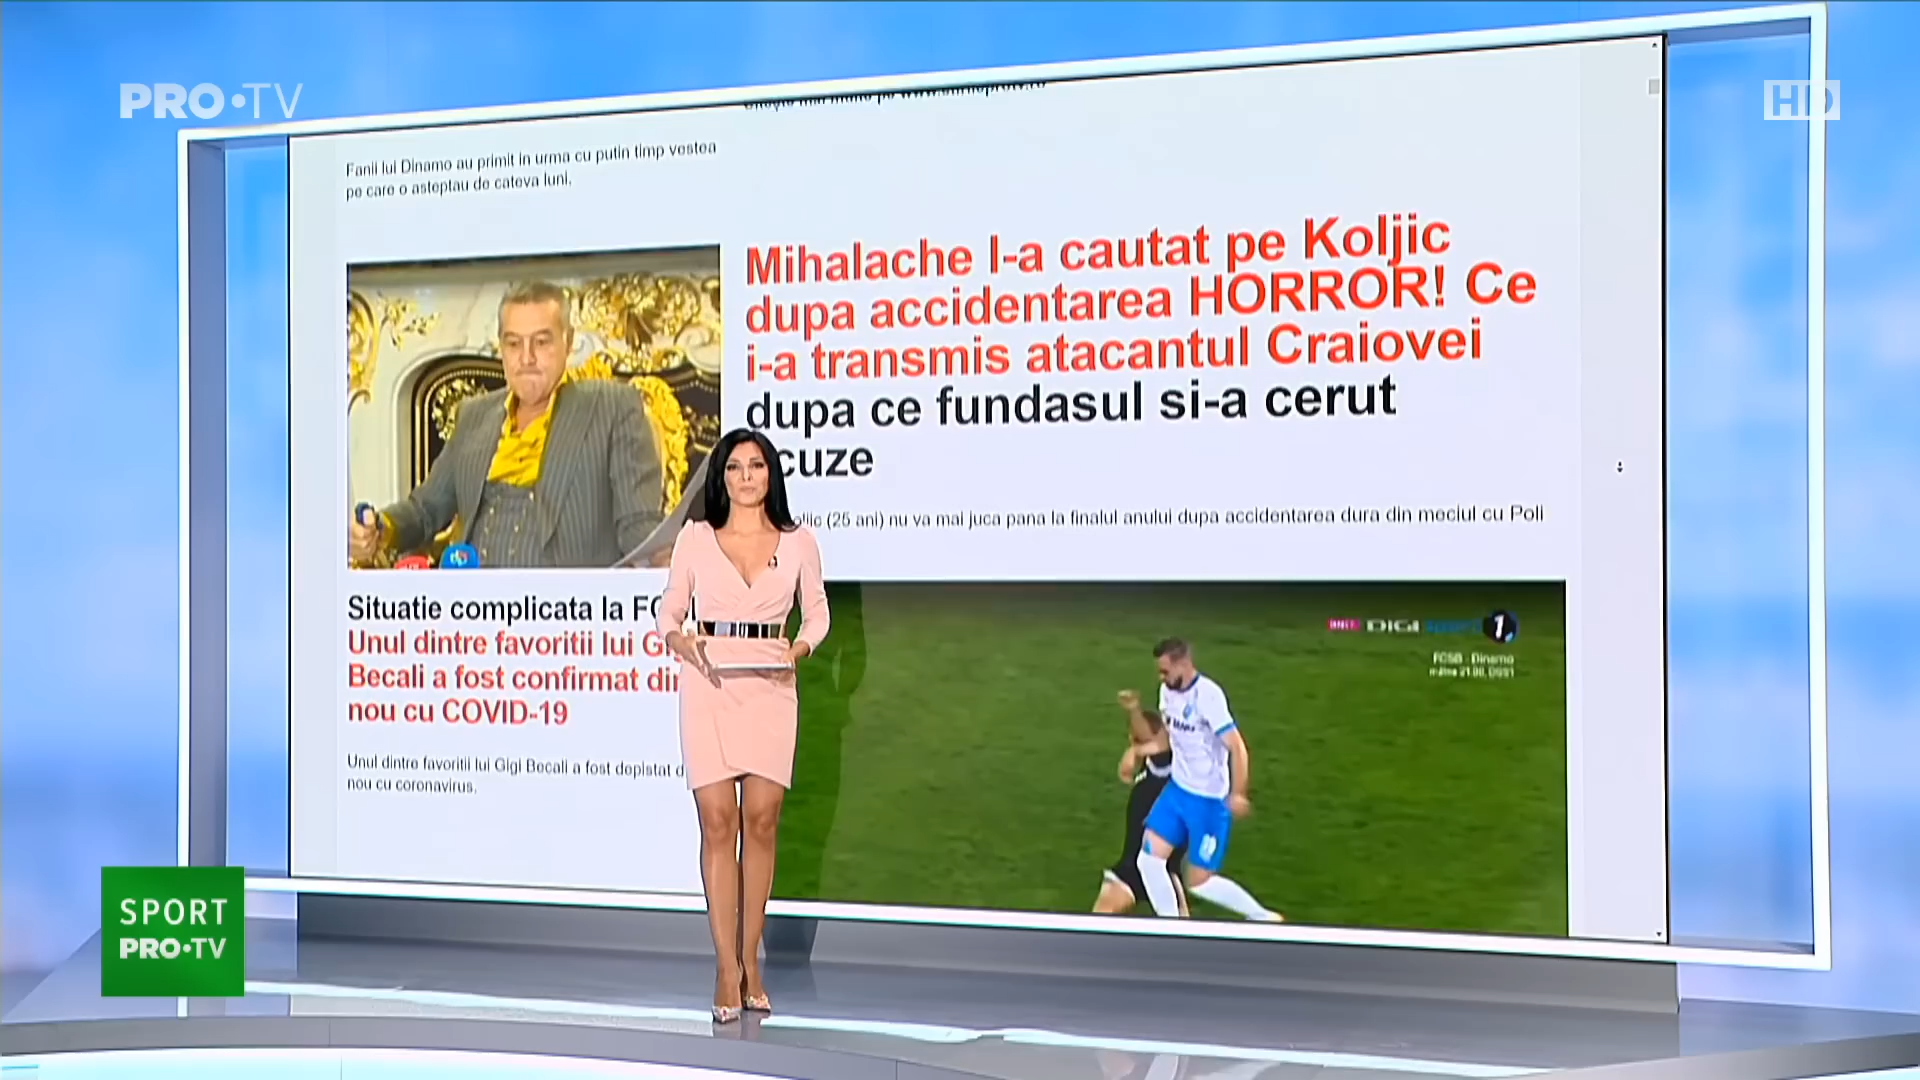 PRO•TV
HD
Fanii lui Dinamo au primit in urma cu putin timp vestea
pe care o asteptau de cateva luni.
Mihalache l-a cautat pe Koljic
dupa accidentarea HORROR! Ce
i-a transmis atacantul Craiovei
dupa ce fundasul si-a cerut
cuze
(25 ani) nu va mai juca pana la finalul anului dupa accidentarea dura din meciul cu Poli
Situatie complicata la
Unul dintre favoritii lui
Becali a fost confirmat din
nou cu COVID-19
Unul dintre favoritii lui Gigi Becali a fost depistat
nou cu coronavirus.
DIGI sport 1
FCSB - Dinamo
SPORT
PRO•TV